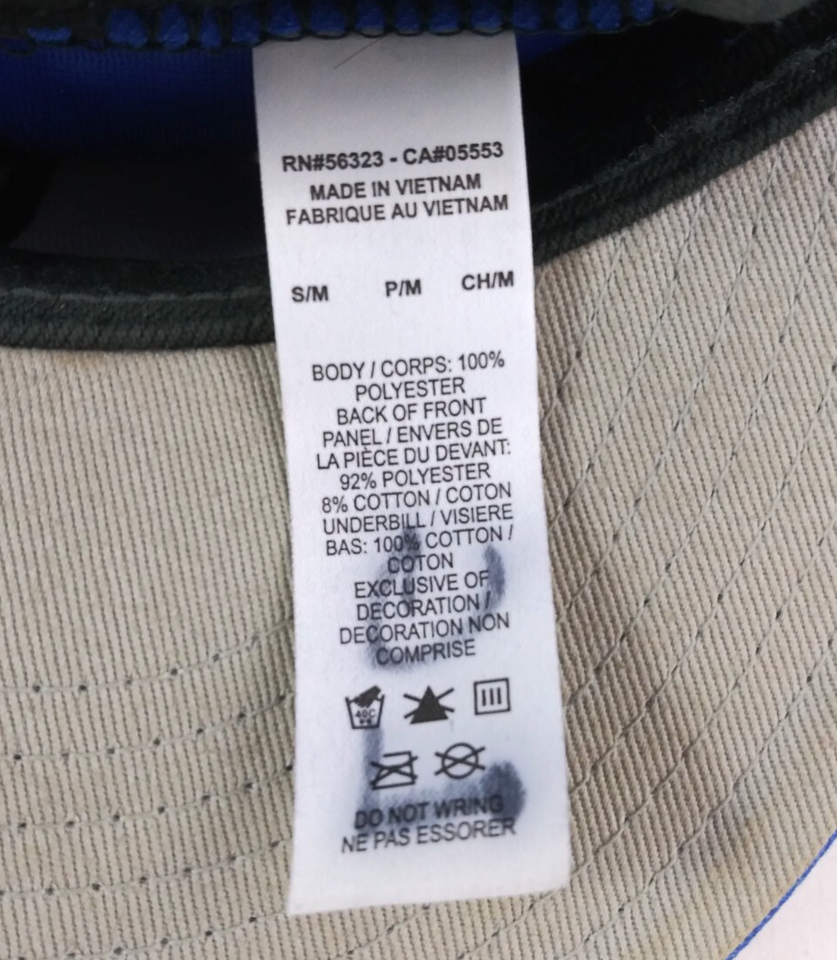 RN#56323 - CA#05553
MADE IN VIETNAM
FABRIQUE AU VIETNAM
S/M P/M CH/M
BODY / CORPS: 100%
POLYESTER
BACK OF FRONT
PANEL / ENVERS DE
LA PIÈCE DU DEVANT:
92% POLYESTER
8% COTTON / COTON
UNDERBILL / VISIERE
BAS: 100% COTTON /
COTON
EXCLUSIVE OF
DECORATION /
DECORATION NON
COMPRISE
40C
DO NOT WRING
NE PAS ESSORER